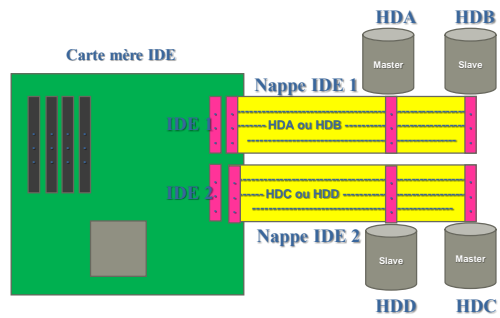 HDA HDB
Carte mère IDE
Master Slave
Nappe IDE 1
IDE 1
HDA ou HDB
IDE 2
HDC ou HDD
Nappe IDE 2
Slave Master
HDD HDC